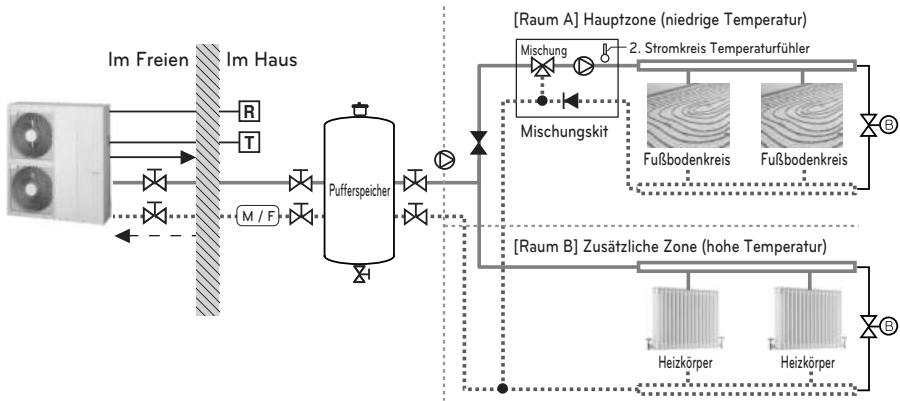 [Raum A] Hauptzone (niedrige Temperatur)
Mischung
2. Stromkreis Temperaturfühler
Im Freien
Im Haus
R
T
Mischungskit
Fußbodenkreis
Fußbodenkreis
B
Pufferspeicher
M / F
[Raum B] Zusätzliche Zone (hohe Temperatur)
B
Heizkörper
Heizkörper